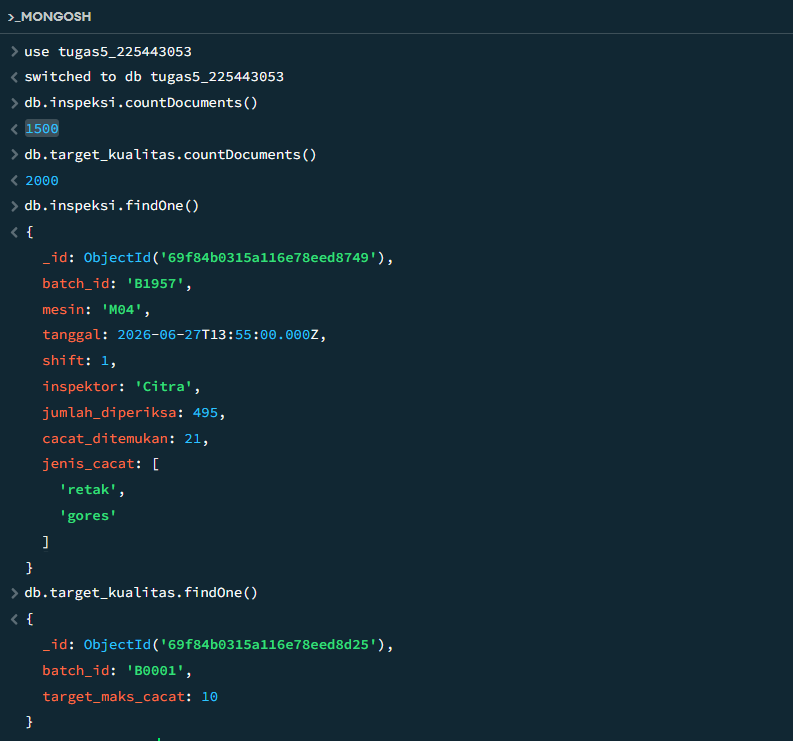 >_MONGOSH
> use tugas5_225443053
< switched to db tugas5_225443053
> db.inspeksi.countDocuments()
< 1500
> db.target_kualitas.countDocuments()
< 2000
> db.inspeksi.findOne()
< {
_id: ObjectId('69f84b0315a116e78eed8749'),
batch_id: 'B1957',
mesin: 'M04',
tanggal: 2026-06-27T13:55:00.000Z,
shift: 1,
inspektor: 'Citra',
jumlah_diperiksa: 495,
cacat_ditemukan: 21,
jenis_cacat: [
'retak',
'gores'
]
}
> db.target_kualitas.findOne()
< {
_id: ObjectId('69f84b0315a116e78eed8d25'),
batch_id: 'B0001',
target_maks_cacat: 10
}